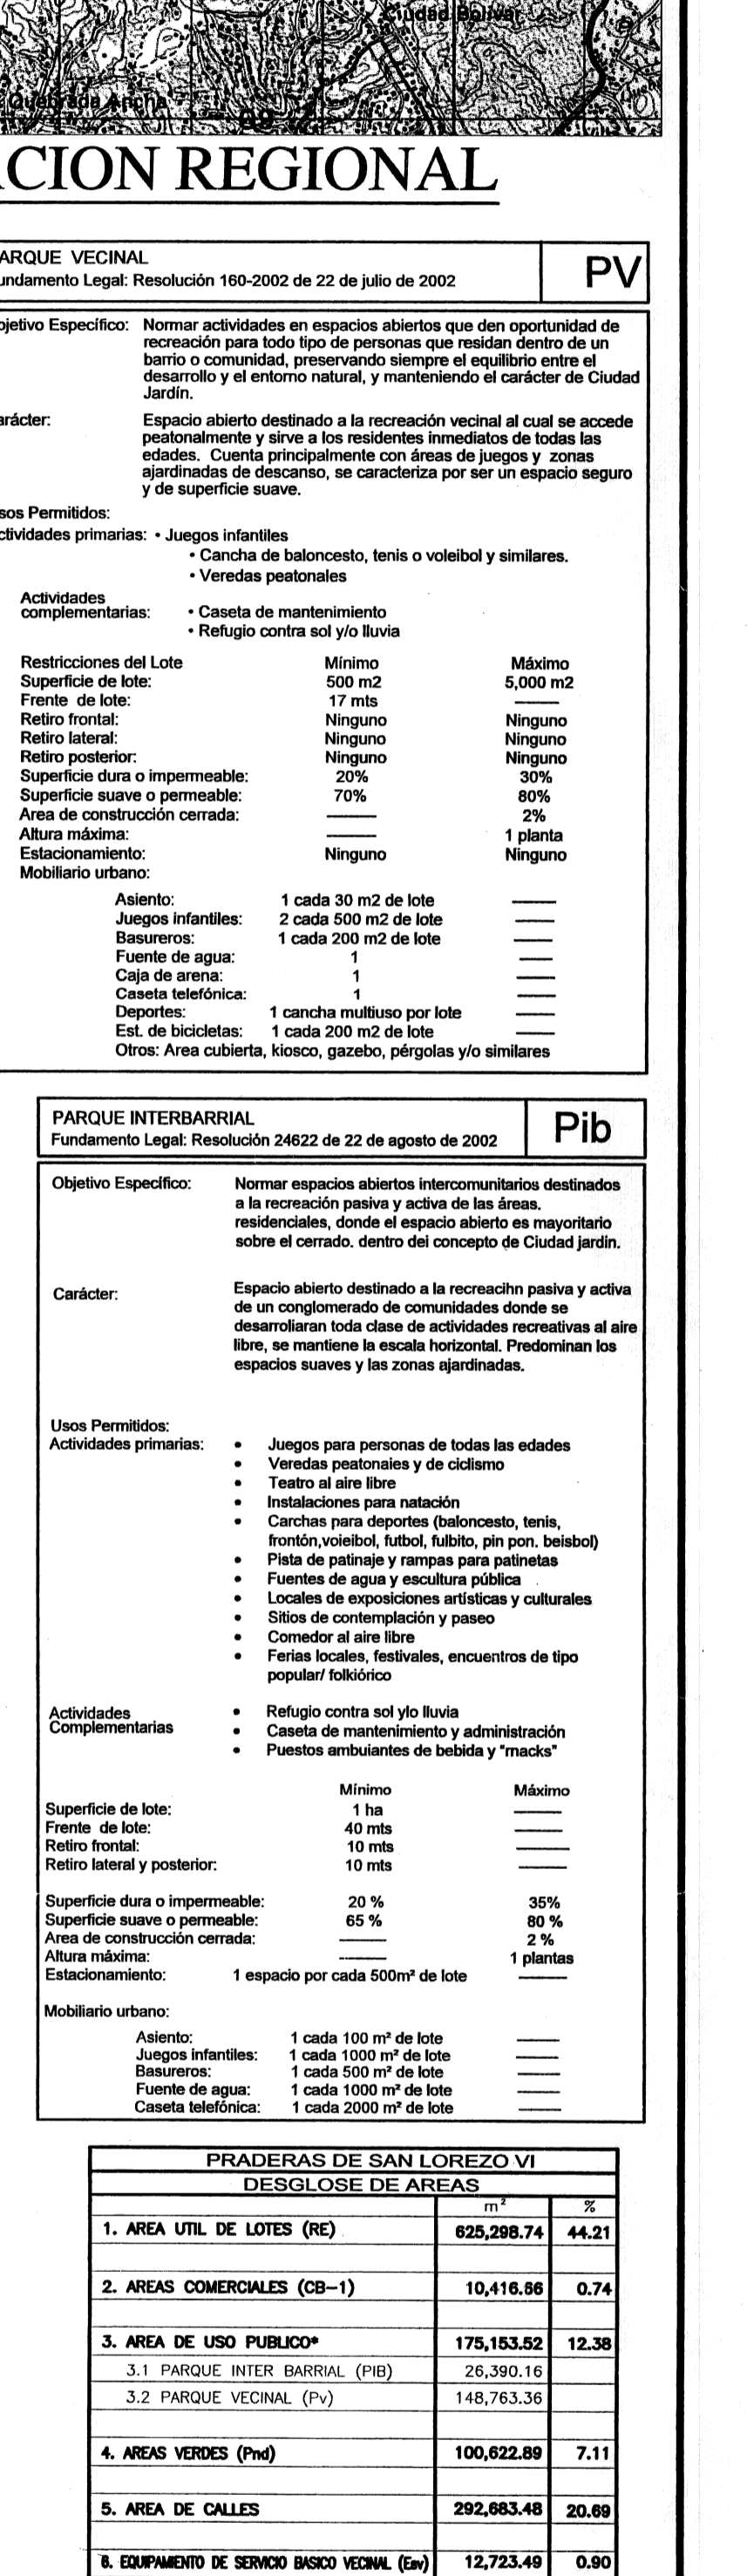 Ciudad Bolívar
Quebrada Ancha
CION REGIONAL
ARQUE VECINAL
undamento Legal: Resolución 160-2002 de 22 de julio de 2002
PV
ojetivo Específico: Normar actividades en espacios abiertos que den oportunidad de
recreación para todo tipo de personas que residan dentro de un
barrio o comunidad, preservando siempre el equilibrio entre el
desarrollo y el entorno natural, y manteniendo el carácter de Ciudad
Jardín.
arácter: Espacio abierto destinado a la recreación vecinal al cual se accede
peatonalmente y sirve a los residentes inmediatos de todas las
edades. Cuenta principalmente con áreas de juegos y zonas
ajardinadas de descanso, se caracteriza por ser un espacio seguro
y de superficie suave.
sos Permitidos:
ctividades primarias: • Juegos infantiles
• Cancha de baloncesto, tenis o voleibol y similares.
• Veredas peatonales
Actividades
complementarias: • Caseta de mantenimiento
• Refugio contra sol y/o lluvia
Restricciones del Lote Mínimo Máximo
Superficie de lote: 500 m2 5,000 m2
Frente de lote: 17 mts ——
Retiro frontal: Ninguno Ninguno
Retiro lateral: Ninguno Ninguno
Retiro posterior: Ninguno Ninguno
Superficie dura o impermeable: 20% 30%
Superficie suave o permeable: 70% 80%
Area de construcción cerrada: —— 2%
Altura máxima: —— 1 planta
Estacionamiento: Ninguno Ninguno
Mobiliario urbano:
Asiento: 1 cada 30 m2 de lote ——
Juegos infantiles: 2 cada 500 m2 de lote ——
Basureros: 1 cada 200 m2 de lote ——
Fuente de agua: 1 ——
Caja de arena: 1 ——
Caseta telefónica: 1 ——
Deportes: 1 cancha multiuso por lote ——
Est. de bicicletas: 1 cada 200 m2 de lote ——
Otros: Area cubierta, kiosco, gazebo, pérgolas y/o similares
PARQUE INTERBARRIAL
Fundamento Legal: Resolución 24622 de 22 de agosto de 2002
Pib
Objetivo Específico: Normar espacios abiertos intercomunitarios destinados
a la recreación pasiva y activa de las áreas.
residenciales, donde el espacio abierto es mayoritario
sobre el cerrado. dentro dei concepto de Ciudad jardin.
Carácter: Espacio abierto destinado a la recreacihn pasiva y activa
de un conglomerado de comunidades donde se
desarroliaran toda clase de actividades recreativas al aire
libre, se mantiene la escala horizontal. Predominan los
espacios suaves y las zonas ajardinadas.
Usos Permitidos:
Actividades primarias: • Juegos para personas de todas las edades
• Veredas peatonaies y de ciclismo
• Teatro al aire libre
• Instalaciones para natación
• Carchas para deportes (baloncesto, tenis,
frontón,voieibol, futbol, fulbito, pin pon. beisbol)
• Pista de patinaje y rampas para patinetas
• Fuentes de agua y escultura pública
• Locales de exposiciones artísticas y culturales
• Sitios de contemplación y paseo
• Comedor al aire libre
• Ferias locales, festivales, encuentros de tipo
popular/ folkiórico
Actividades • Refugio contra sol ylo lluvia
Complementarias • Caseta de mantenimiento y administración
• Puestos ambuiantes de bebida y "macks"
Mínimo Máximo
Superficie de lote: 1 ha ——
Frente de lote: 40 mts ——
Retiro frontal: 10 mts ——
Retiro lateral y posterior: 10 mts ——
Superficie dura o impermeable: 20 % 35%
Superficie suave o permeable: 65 % 80 %
Area de construcción cerrada: —— 2 %
Altura máxima: —— 1 plantas
Estacionamiento: 1 espacio por cada 500m² de lote ——
Mobiliario urbano:
Asiento: 1 cada 100 m² de lote ——
Juegos infantiles: 1 cada 1000 m² de lote ——
Basureros: 1 cada 500 m² de lote ——
Fuente de agua: 1 cada 1000 m² de lote ——
Caseta telefónica: 1 cada 2000 m² de lote ——
PRADERAS DE SAN LOREZO VI
DESGLOSE DE AREAS
m² %
1. AREA UTIL DE LOTES (RE) 625,298.74 44.21
2. AREAS COMERCIALES (CB-1) 10,416.66 0.74
3. AREA DE USO PUBLICO* 175,153.52 12.38
3.1 PARQUE INTER BARRIAL (PIB) 26,390.16
3.2 PARQUE VECINAL (Pv) 148,763.36
4. AREAS VERDES (Pnd) 100,622.89 7.11
5. AREA DE CALLES 292,683.48 20.69
6. EQUIPAMENTO DE SERVICIO BASICO VECINAL (Esv) 12,723.49 0.90